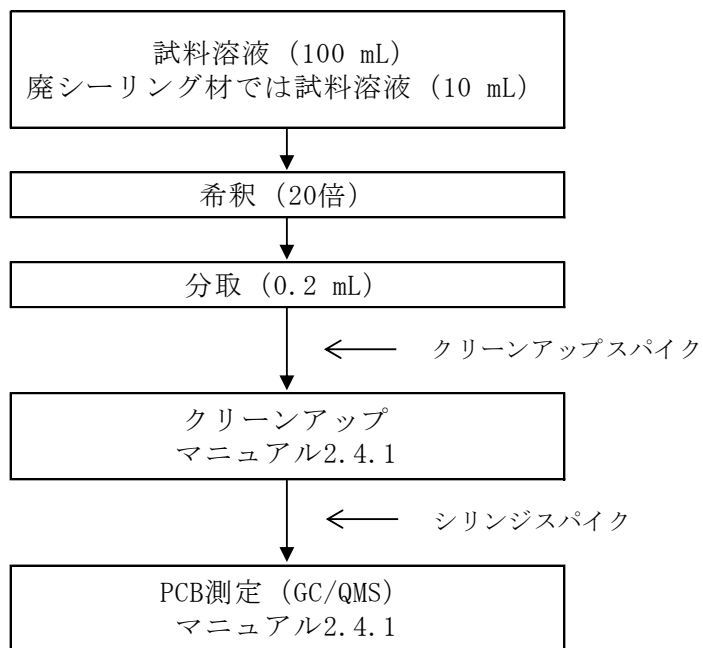 試料溶液 (100 mL)
廃シーリング材では試料溶液 (10 mL)
希釈 (20倍)
分取 (0.2 mL)
クリーンアップスパイク
クリーンアップ
マニュアル2.4.1
シリンジスパイク
PCB測定 (GC/QMS)
マニュアル2.4.1